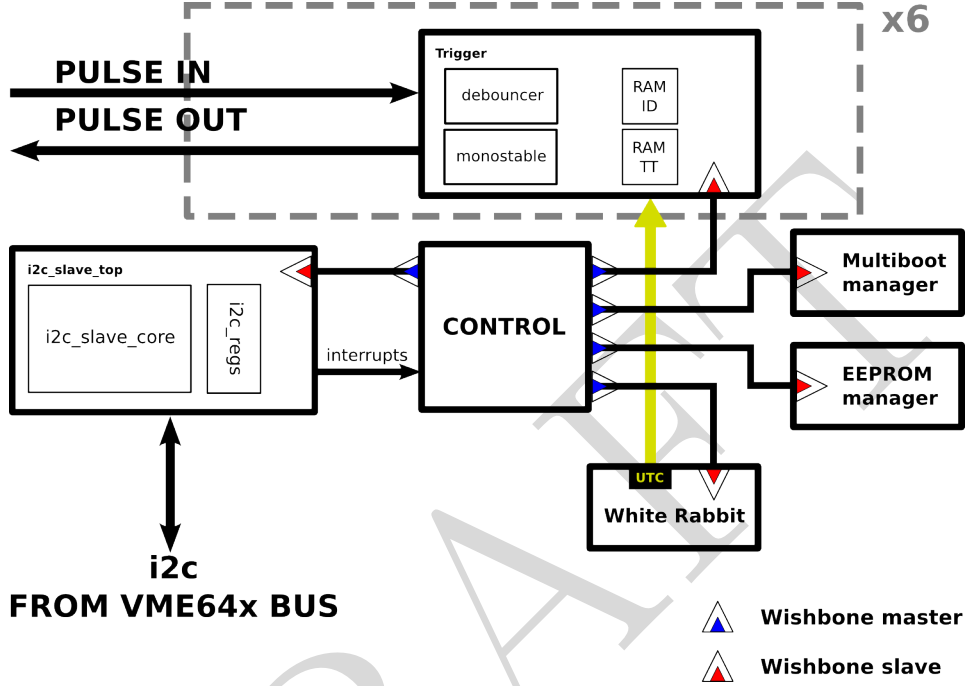 x6
Trigger
PULSE IN
debouncer
RAM
ID
PULSE OUT
monostable
RAM
TT
i2c_slave_top
i2c_slave_core
i2c_regs
interrupts
CONTROL
Multiboot
manager
EEPROM
manager
UTC
White Rabbit
i2c
FROM VME64x BUS
Wishbone master
Wishbone slave
DRAFT